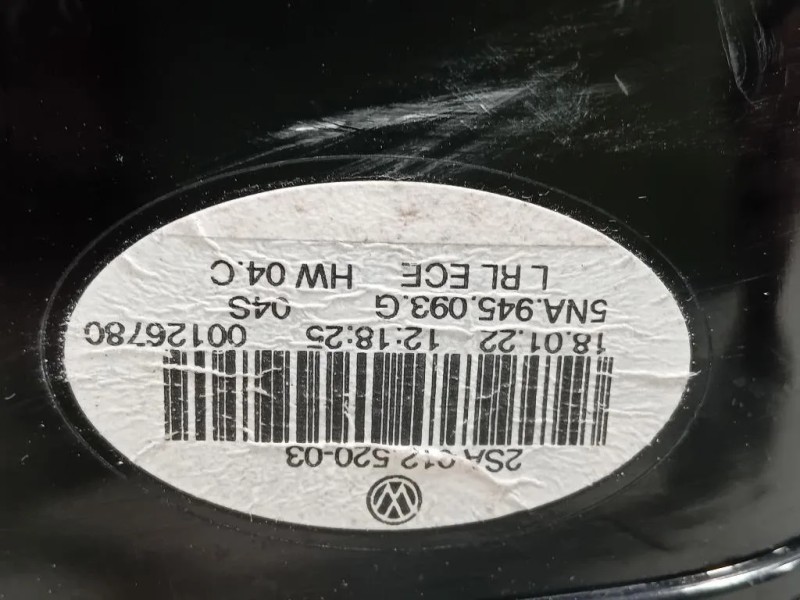 2SA 012 520-03
18.01.22 12:18:25 00126780
5NA.945.093.G 04S
L RL ECE HW 04.C